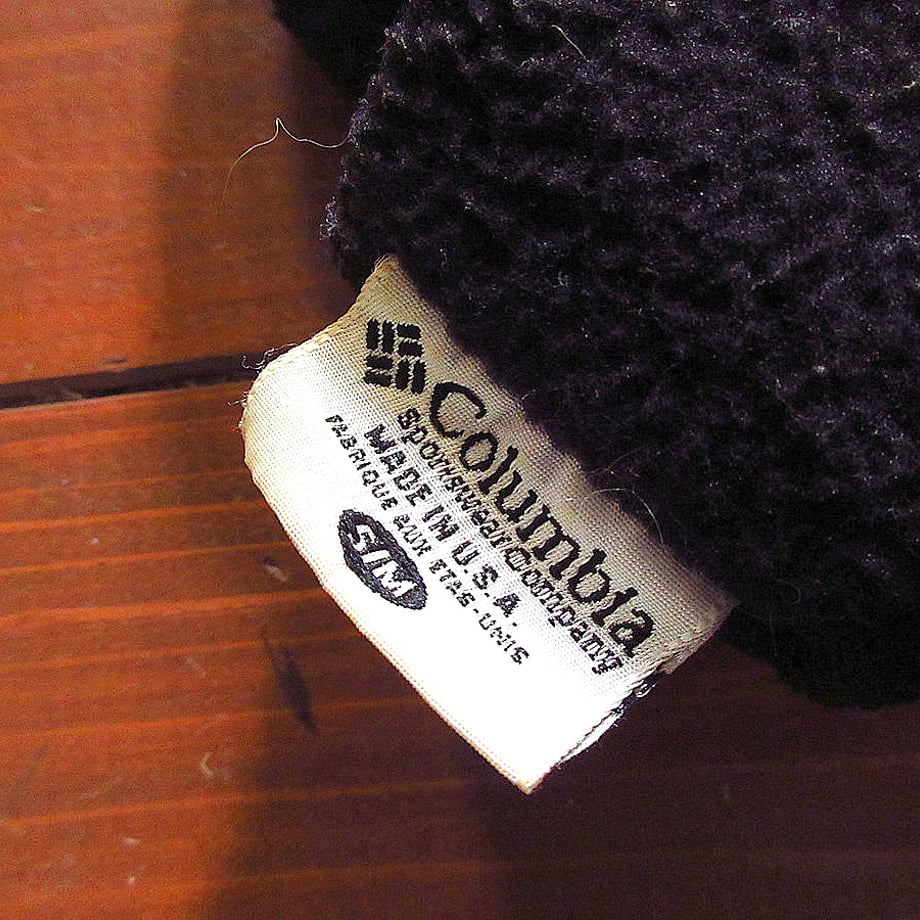 Columbia
Sportswear Company
MADE IN U.S.A.
FABRIQUE AUX ETAS-UNIS
S/M